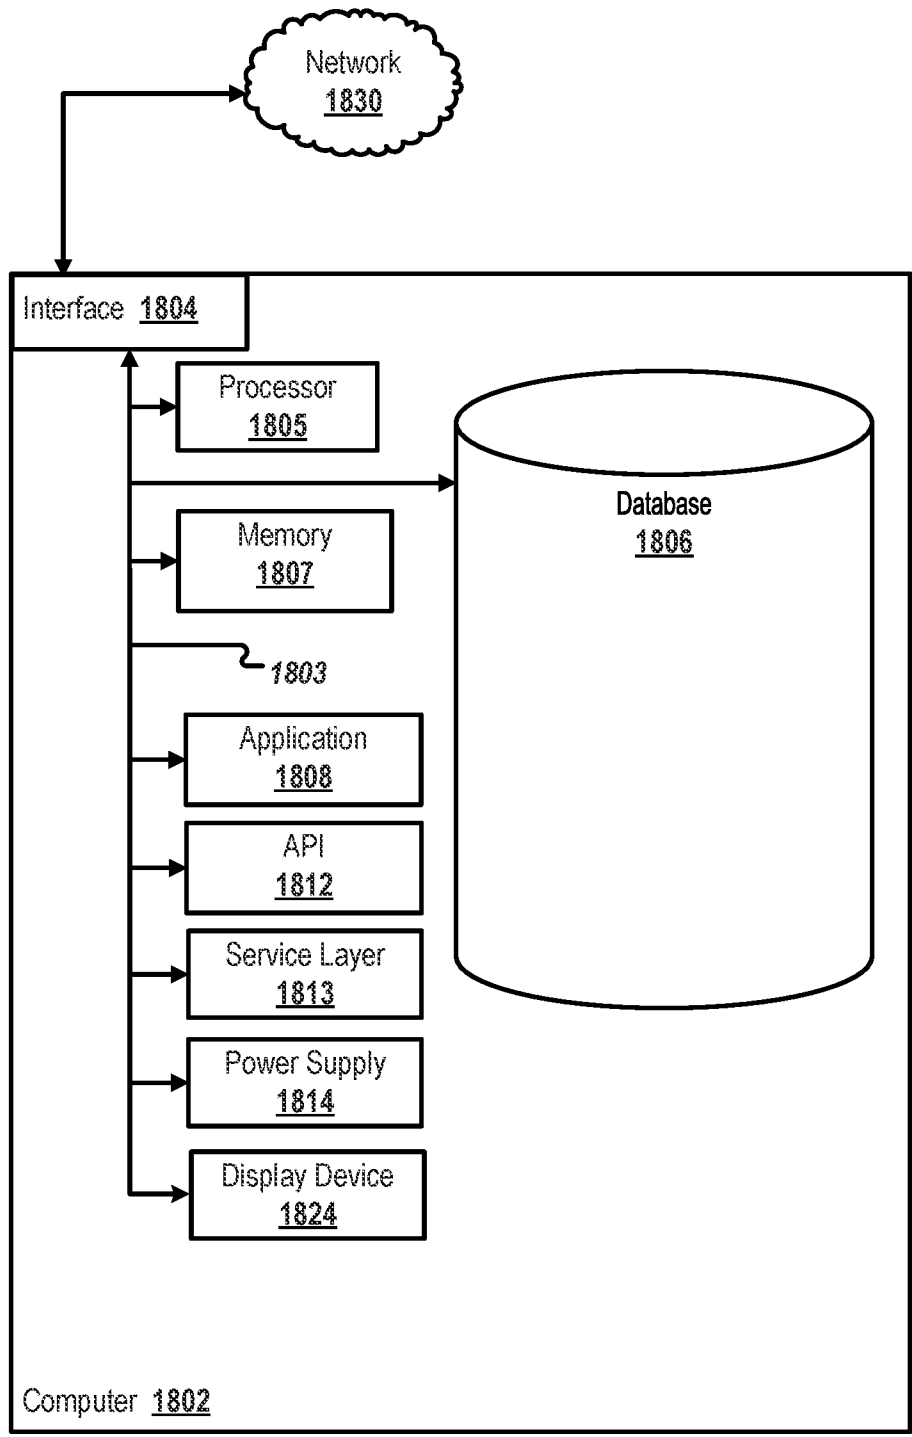 Network
1830
Interface 1804
Processor
1805
Database
1806
Memory
1807
1803
Application
1808
API
1812
Service Layer
1813
Power Supply
1814
Display Device
1824
Computer 1802